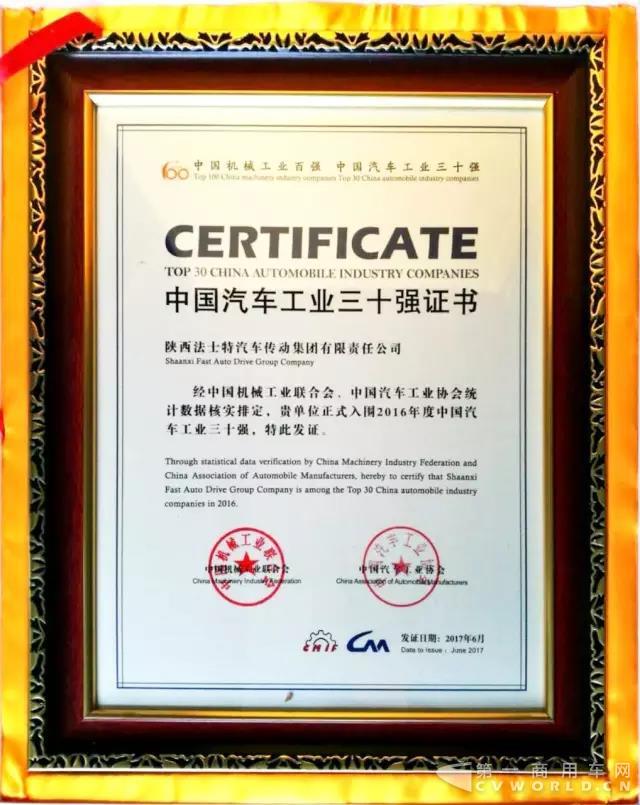 100 中国机械工业百强 中国汽车工业三十强
Top 100 China machinery industry companies Top 30 China automobile industry companies
CERTIFICATE
TOP 30 CHINA AUTOMOBILE INDUSTRY COMPANIES
中国汽车工业三十强证书
陕西法士特汽车传动集团有限责任公司
Shaanxi Fast Auto Drive Group Company
经中国机械工业联合会、中国汽车工业协会统
计数据核实排定，贵单位正式入围2016年度中国汽
车工业三十强，特此发证。
Through statistical data verification by China Machinery Industry Federation and
China Association of Automobile Manufacturers, hereby to certify that Shaanxi
Fast Auto Drive Group Company is among the Top 30 China automobile industry
companies in 2016.
中国机械工业联合会 中国汽车工业协会
China Machinery Industry Federation China Association of Automobile Manufacturers
CMIF CAAM 发证日期：2017年6月
Date to Issue：June 2017
第一商用车网
CVWORLD.CN